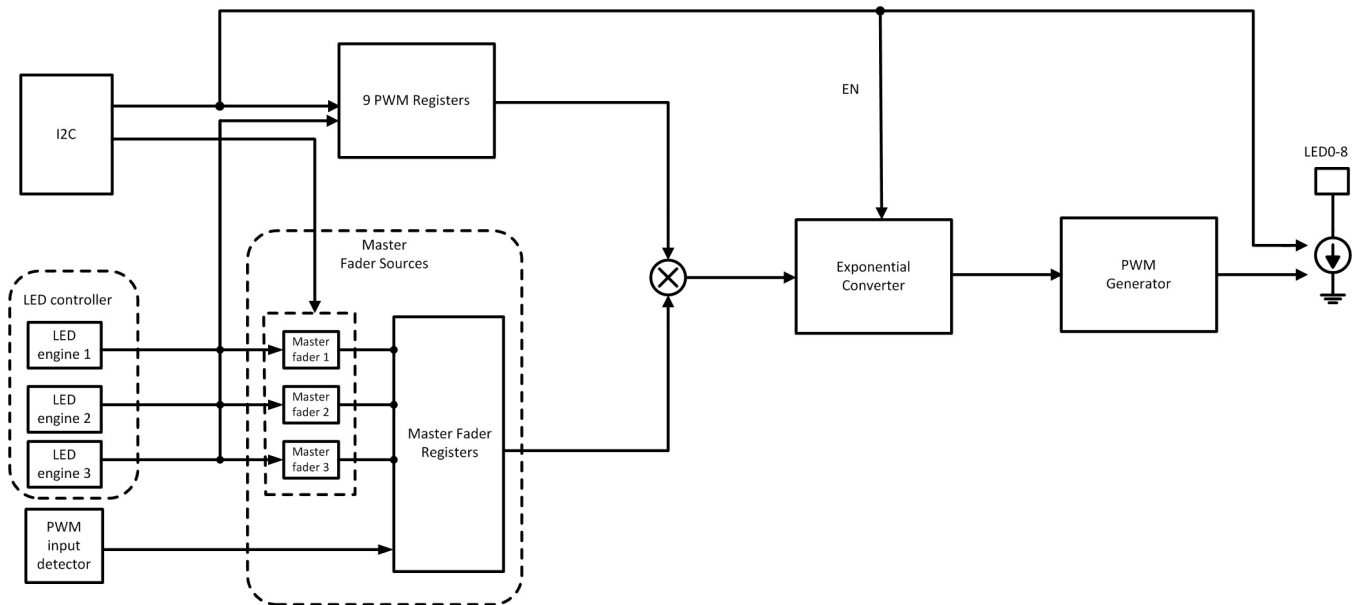 I2C
9 PWM Registers
EN
LED0-8
Master
Fader Sources
LED controller
LED
engine 1
LED
engine 2
LED
engine 3
PWM
input
detector
Master
fader 1
Master
fader 2
Master
fader 3
Master Fader
Registers
Exponential
Converter
PWM
Generator